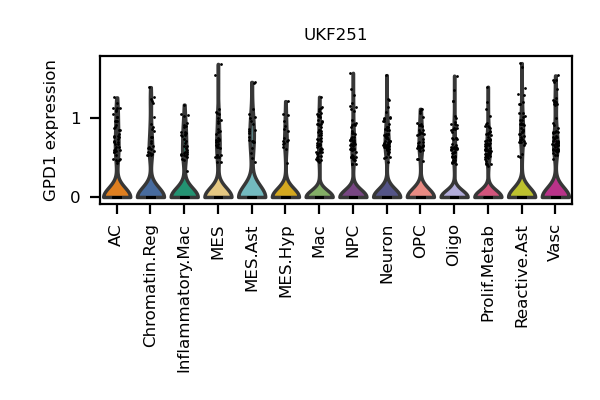 UKF251
GPD1 expression
1
0
AC
Chromatin.Reg
Inflammatory.Mac
MES
MES.Ast
MES.Hyp
Mac
NPC
Neuron
OPC
Oligo
Prolif.Metab
Reactive.Ast
Vasc